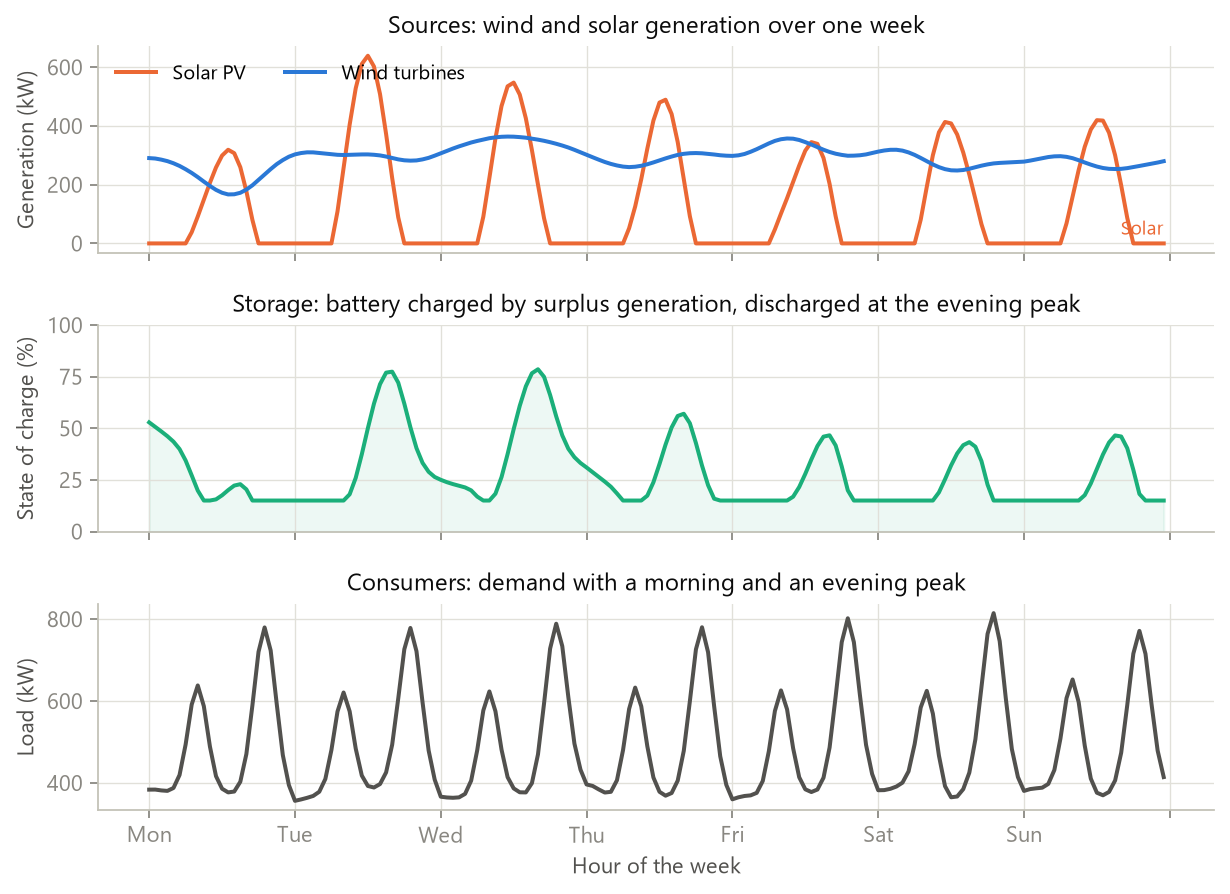 Sources: wind and solar generation over one week
Generation (kW)
600
400
200
0
Solar PV
Wind turbines
Solar
Storage: battery charged by surplus generation, discharged at the evening peak
State of charge (%)
100
75
50
25
0
Consumers: demand with a morning and an evening peak
Load (kW)
800
600
400
Mon Tue Wed Thu Fri Sat Sun
Hour of the week